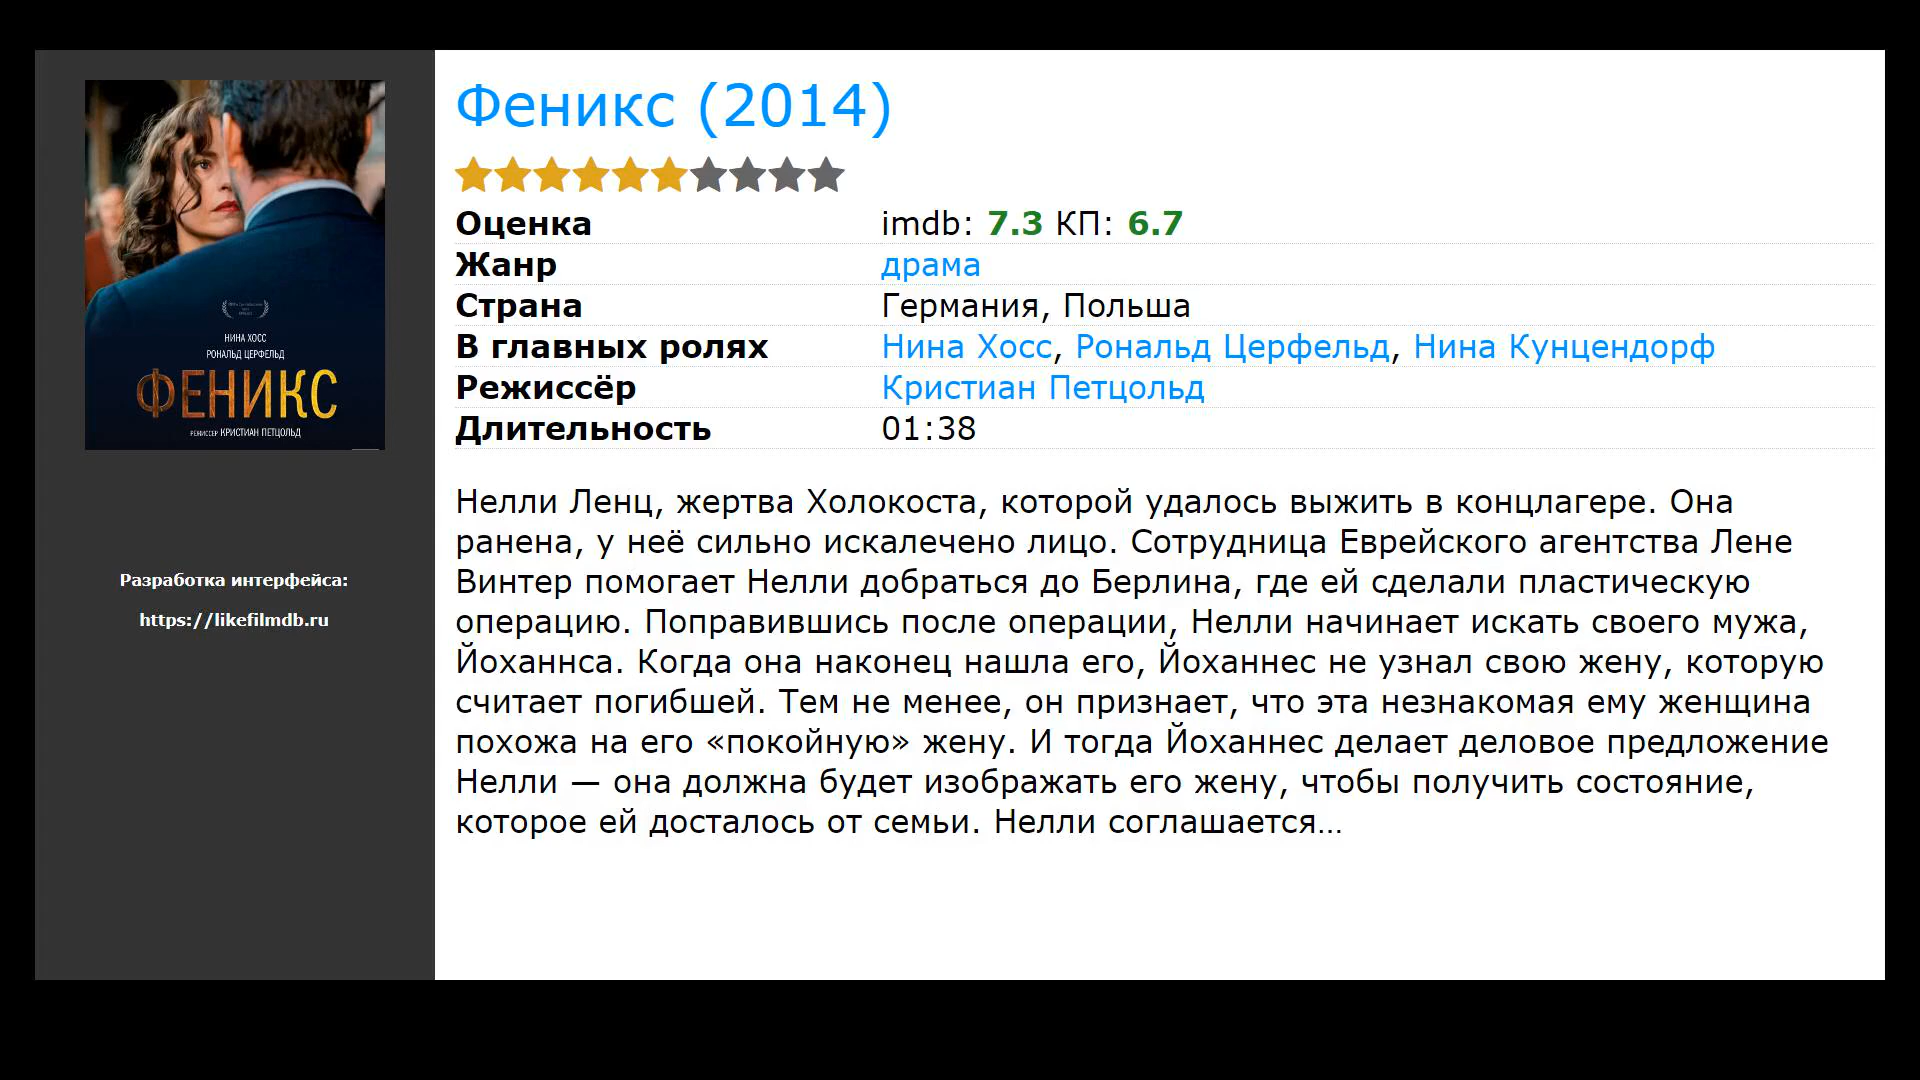 НИНА ХОСС
РОНАЛЬД ЦЕРФЕЛЬД
ФЕНИКС
РЕЖИССЕР КРИСТИАН ПЕТЦОЛЬД
Разработка интерфейса:
https://likefilmdb.ru
Феникс (2014)
Оценка imdb: 7.3 КП: 6.7
Жанр драма
Страна Германия, Польша
В главных ролях Нина Хосс, Рональд Церфельд, Нина Кунцендорф
Режиссёр Кристиан Петцольд
Длительность 01:38
Нелли Ленц, жертва Холокоста, которой удалось выжить в концлагере. Она
ранена, у неё сильно искалечено лицо. Сотрудница Еврейского агентства Лене
Винтер помогает Нелли добраться до Берлина, где ей сделали пластическую
операцию. Поправившись после операции, Нелли начинает искать своего мужа,
Йоханнса. Когда она наконец нашла его, Йоханнес не узнал свою жену, которую
считает погибшей. Тем не менее, он признает, что эта незнакомая ему женщина
похожа на его «покойную» жену. И тогда Йоханнес делает деловое предложение
Нелли — она должна будет изображать его жену, чтобы получить состояние,
которое ей досталось от семьи. Нелли соглашается…